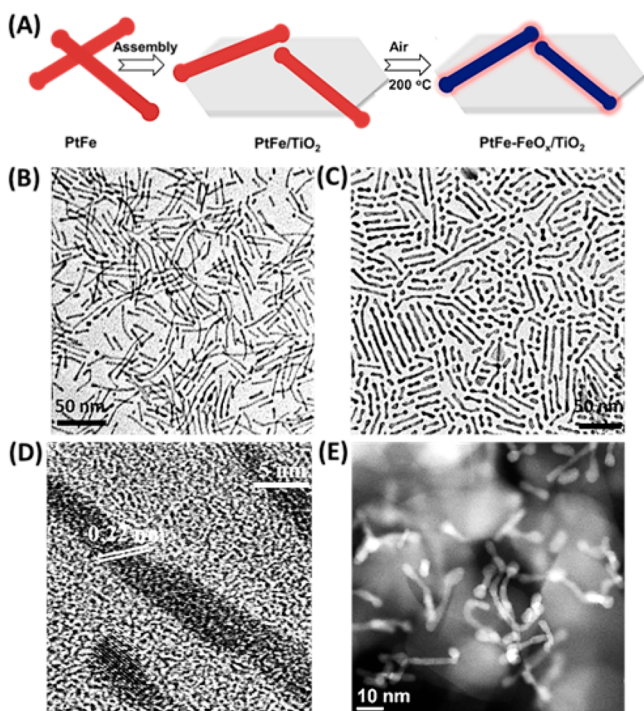 (A)
Assembly
Air
200 °C
PtFe
PtFe/TiO₂
PtFe-FeOₓ/TiO₂
(B)
(C)
50 nm
50 nm
(D)
(E)
5 nm
0.22 nm
10 nm